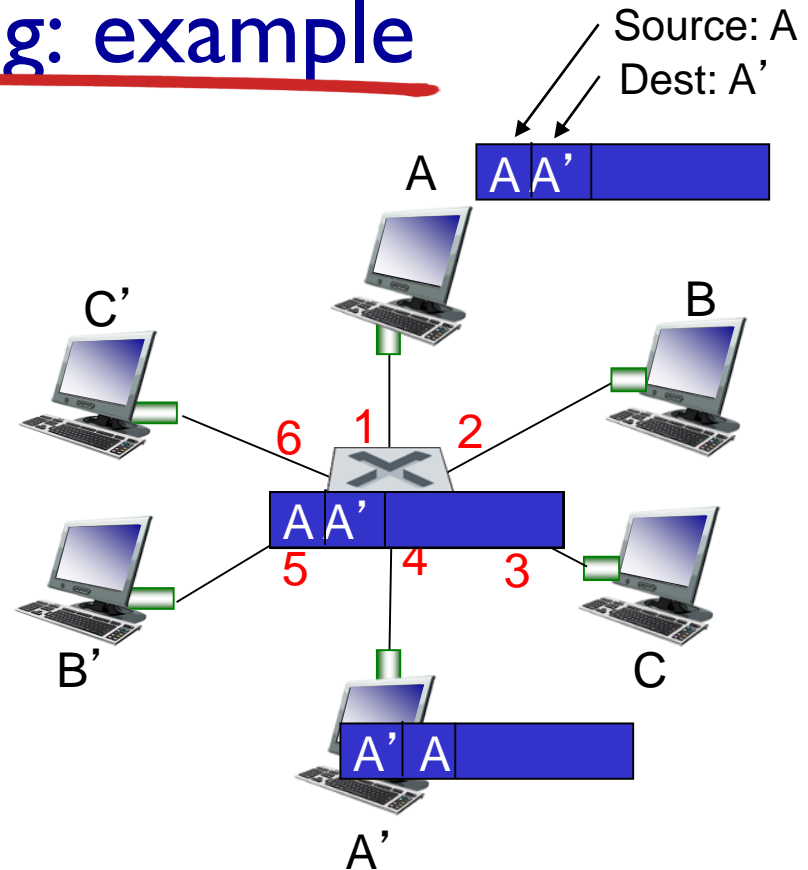 g: example
Source: A
Dest: A’
A
A A’
C’
B
6
1
2
A A’
5
4
3
B’
C
A’ A
A’